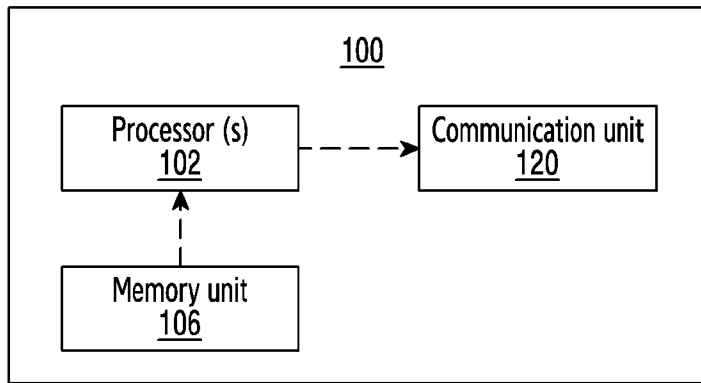 100
Processor (s)
102
Communication unit
120
Memory unit
106